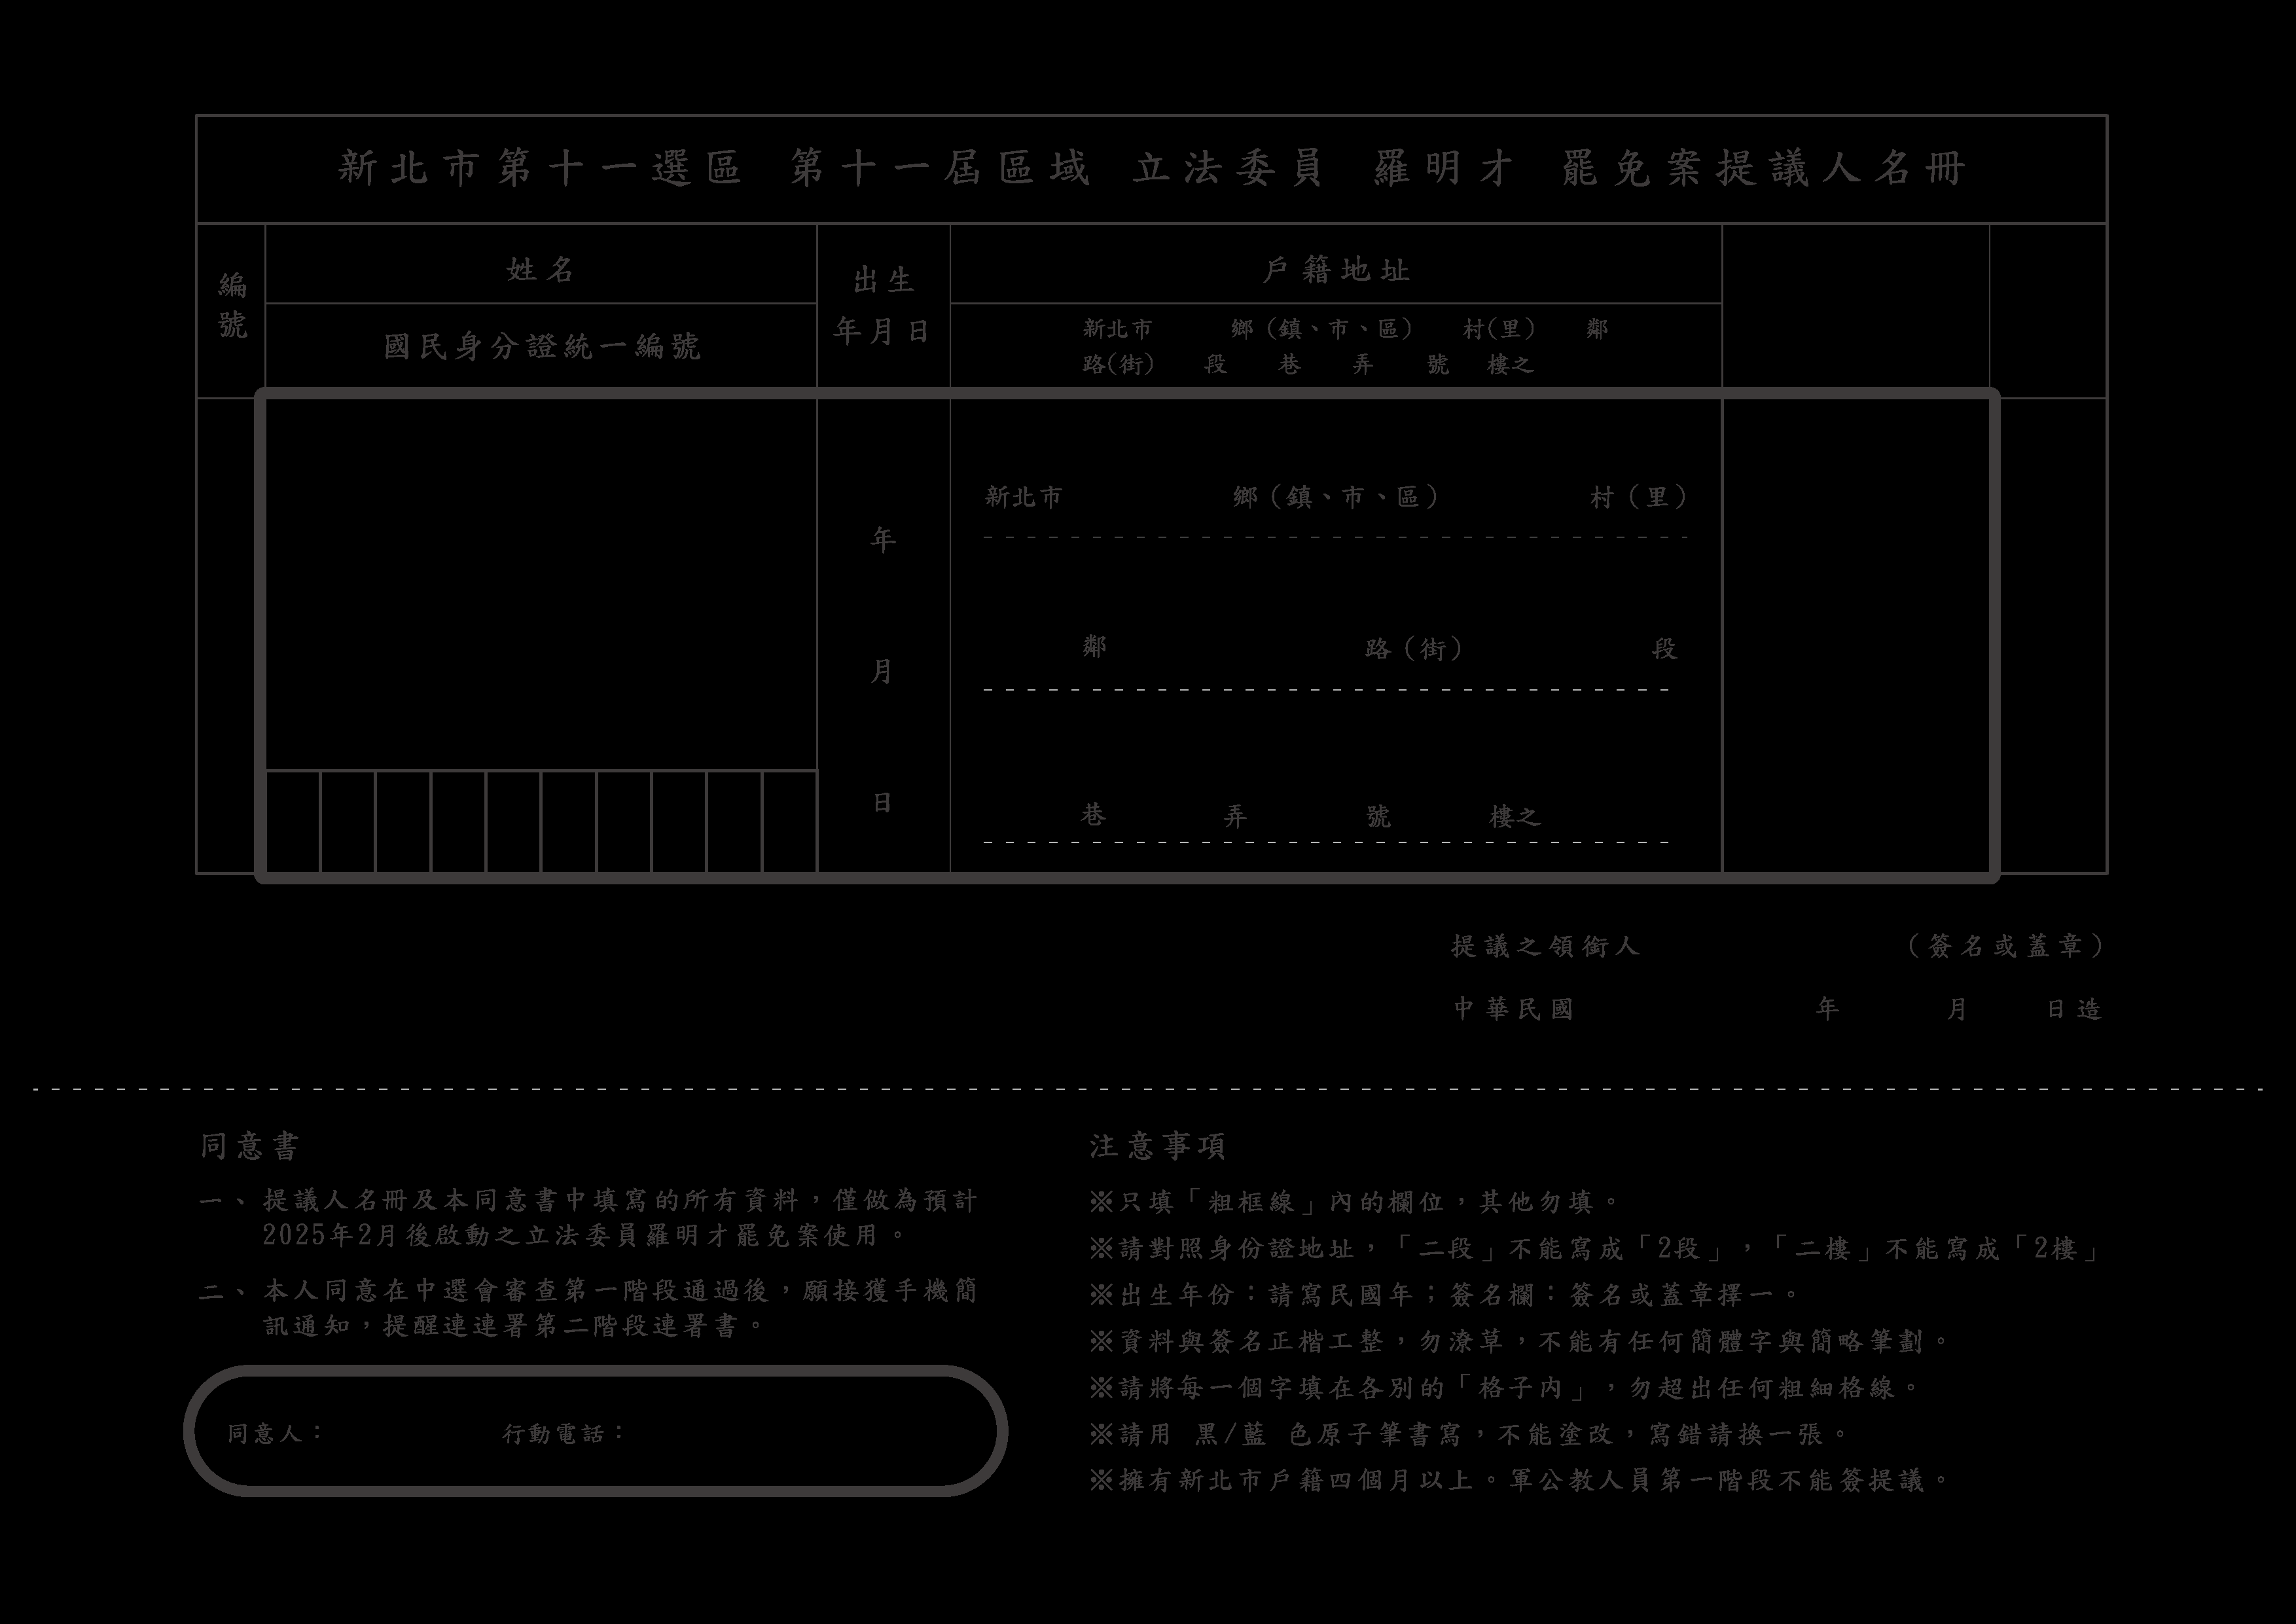 新北市第十一選區 第十一屆區域 立法委員 羅明才 罷免案提議人名冊
編號
姓名
國民身分證統一編號
出生
年月日
戶籍地址
新北市 鄉（鎮、市、區） 村(里) 鄰
路(街) 段 巷 弄 號 樓之
年
月
日
新北市 鄉（鎮、市、區） 村（里）
鄰 路（街） 段
巷 弄 號 樓之
提議之領銜人 （簽名或蓋章）
中華民國 年 月 日造
同意書
一、提議人名冊及本同意書中填寫的所有資料，僅做為預計
2025年2月後啟動之立法委員羅明才罷免案使用。
二、本人同意在中選會審查第一階段通過後，願接獲手機簡
訊通知，提醒連連署第二階段連署書。
同意人： 行動電話：
注意事項
※只填「粗框線」內的欄位，其他勿填。
※請對照身份證地址，「二段」不能寫成「2段」，「二樓」不能寫成「2樓」
※出生年份：請寫民國年；簽名欄：簽名或蓋章擇一。
※資料與簽名正楷工整，勿潦草，不能有任何簡體字與簡略筆劃。
※請將每一個字填在各別的「格子內」，勿超出任何粗細格線。
※請用 黑/藍 色原子筆書寫，不能塗改，寫錯請換一張。
※擁有新北市戶籍四個月以上。軍公教人員第一階段不能簽提議。